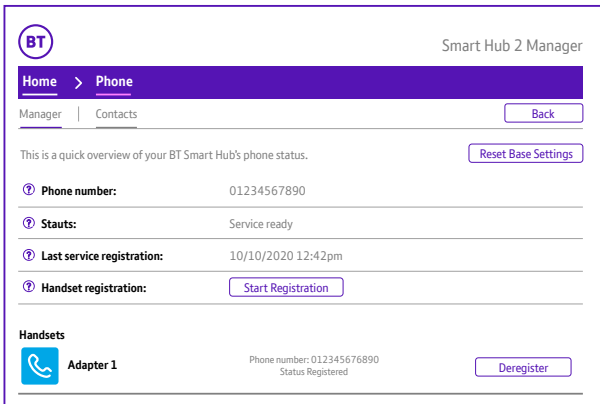 BT
Smart Hub 2 Manager
Home > Phone
Manager | Contacts
Back
This is a quick overview of your BT Smart Hub's phone status.
Reset Base Settings
? Phone number: 01234567890
? Stauts: Service ready
? Last service registration: 10/10/2020 12:42pm
? Handset registration: Start Registration
Handsets
Adapter 1
Phone number: 012345676890
Status Registered
Deregister